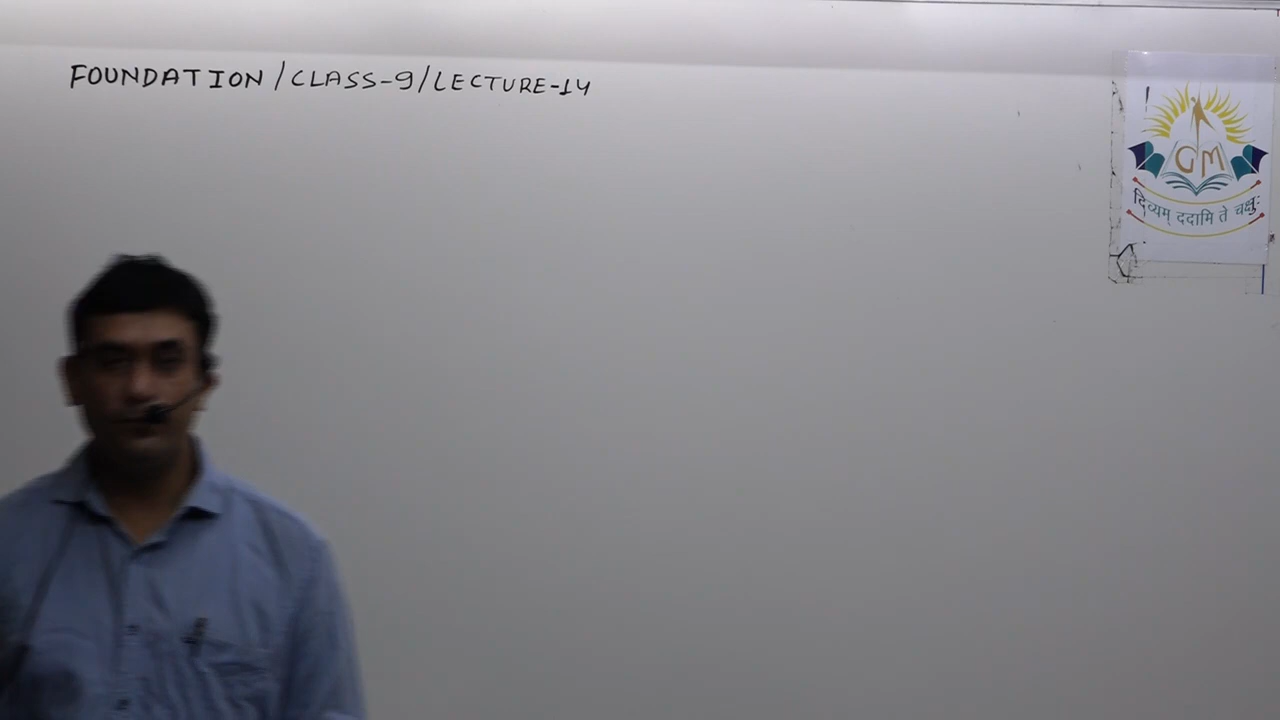 FOUNDATION / CLASS-9 / LECTURE-14
GM
दिव्यम् ददामि ते चक्षुः